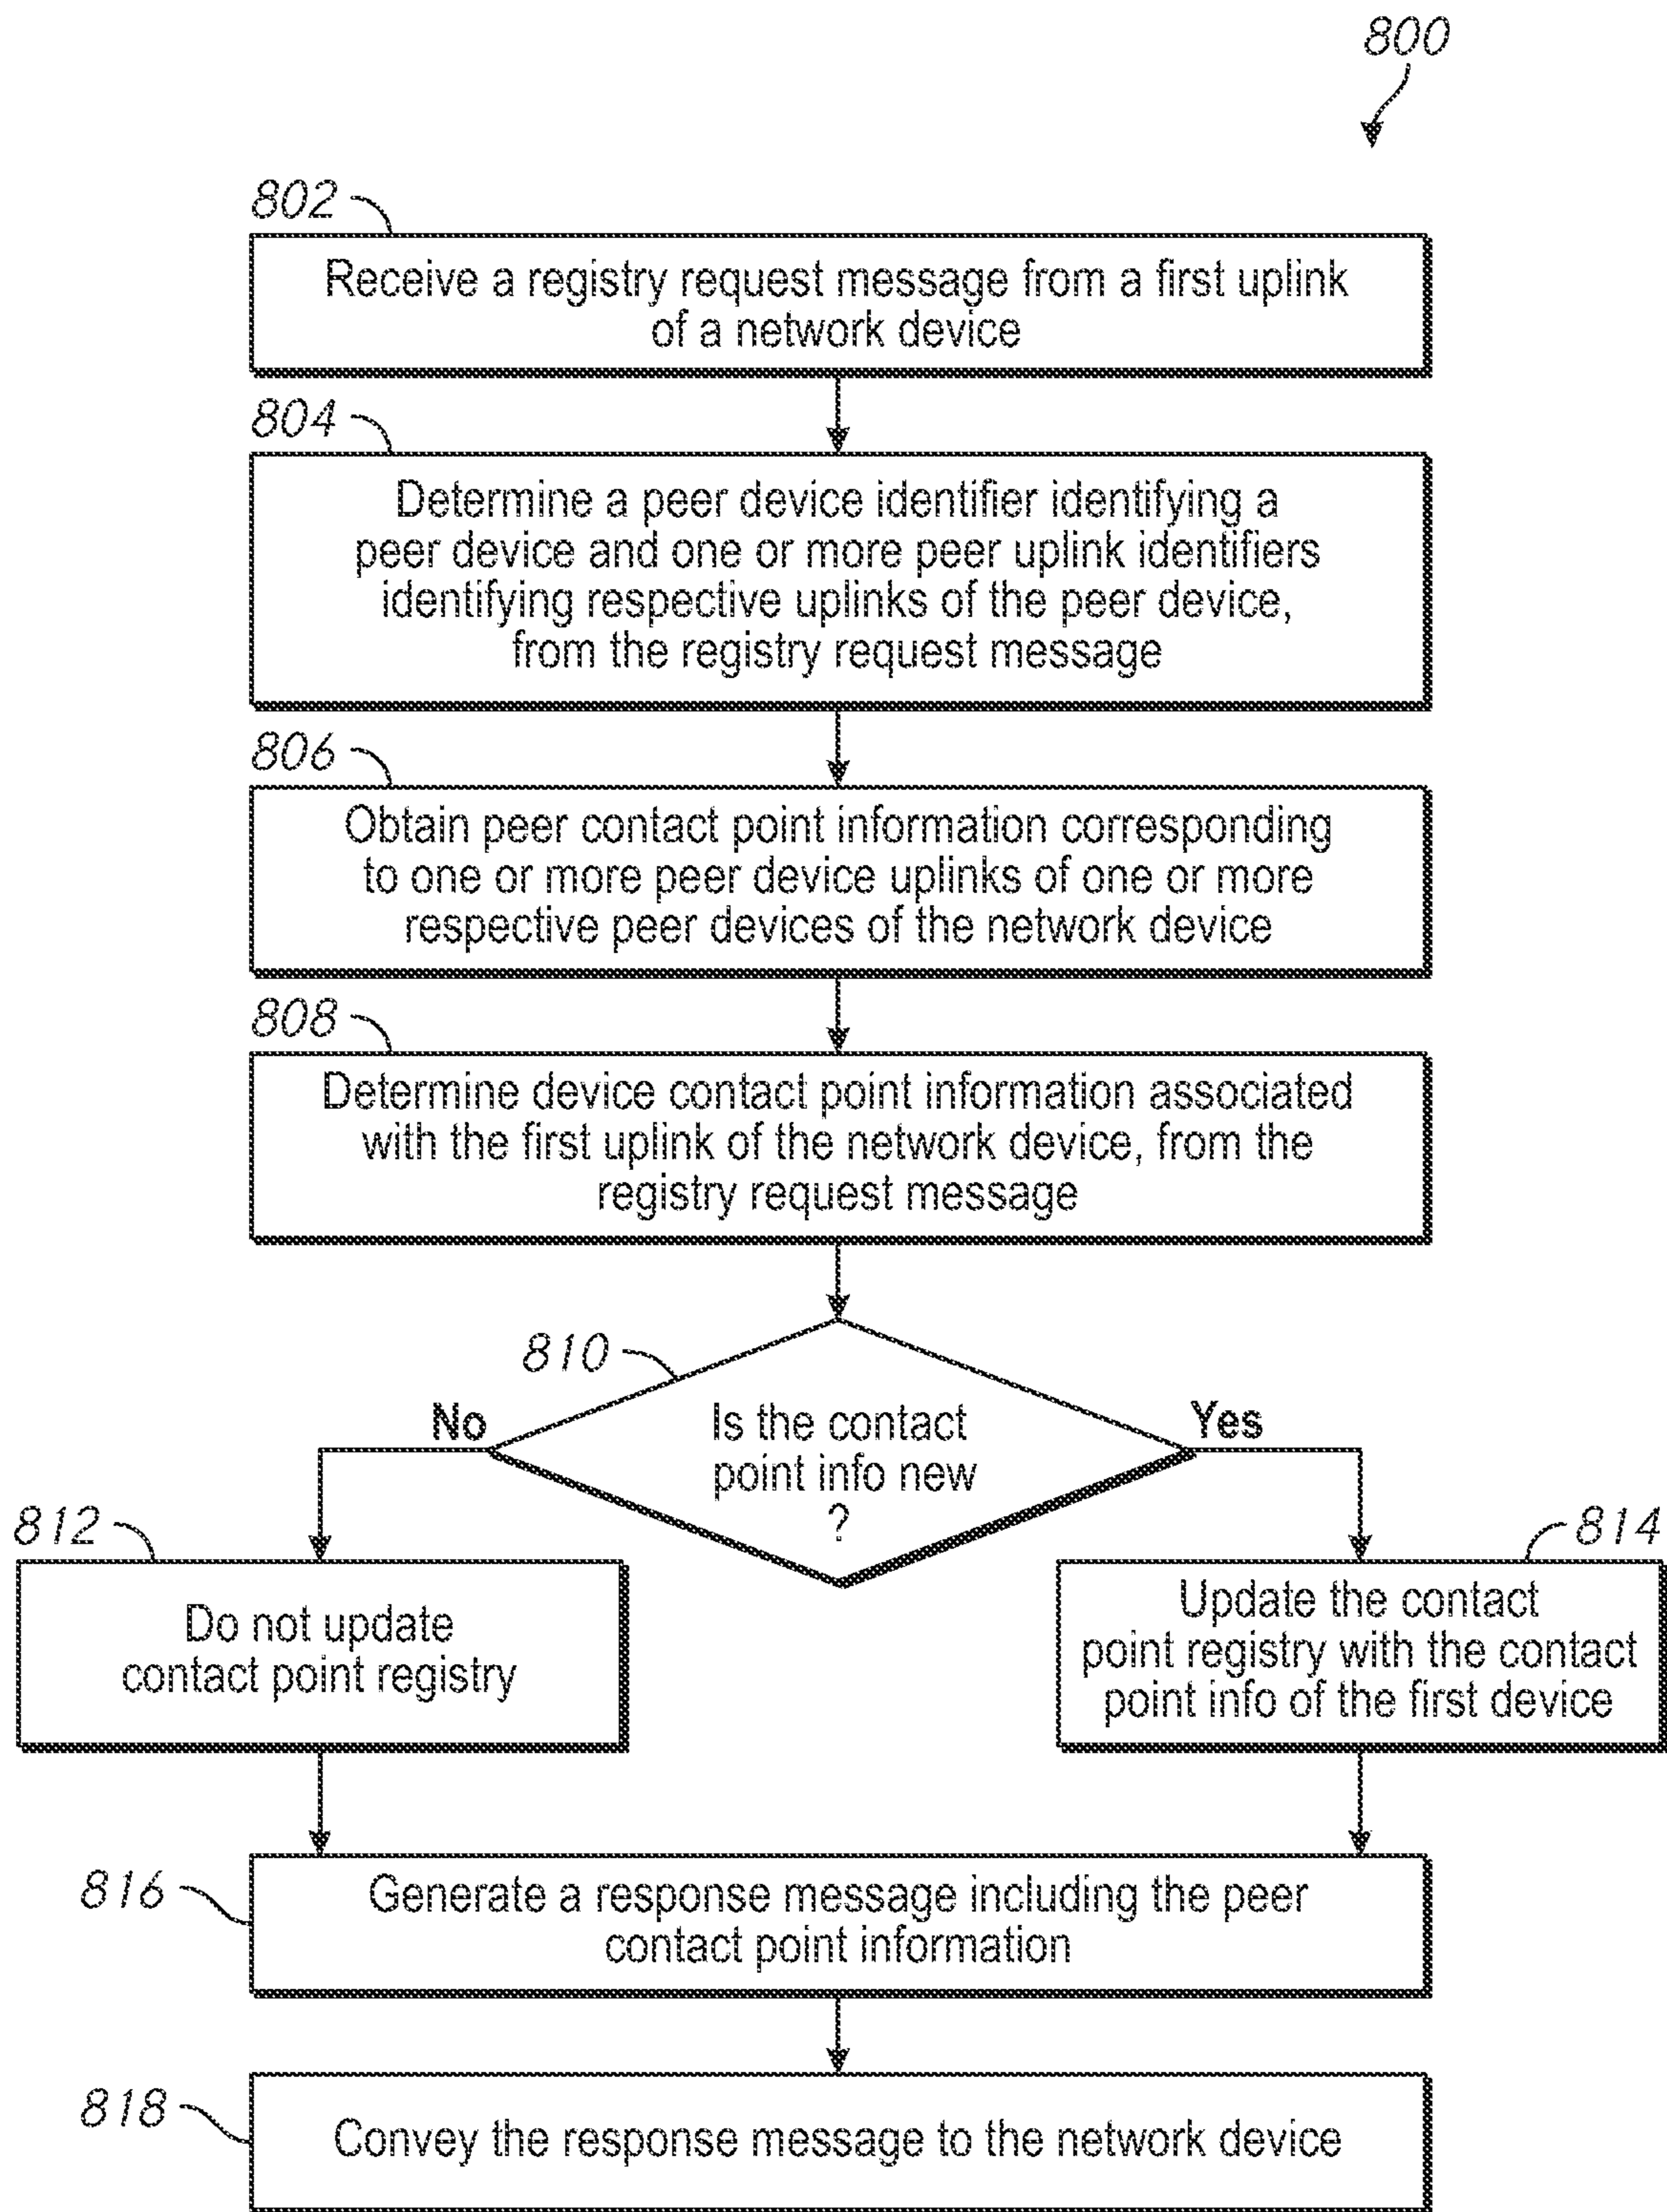 800
802
Receive a registry request message from a first uplink
of a network device
804
Determine a peer device identifier identifying a
peer device and one or more peer uplink identifiers
identifying respective uplinks of the peer device,
from the registry request message
806
Obtain peer contact point information corresponding
to one or more peer device uplinks of one or more
respective peer devices of the network device
808
Determine device contact point information associated
with the first uplink of the network device, from the
registry request message
810
Is the contact
point info new
?
No
Yes
812
Do not update
contact point registry
814
Update the contact
point registry with the contact
point info of the first device
816
Generate a response message including the peer
contact point information
818
Convey the response message to the network device